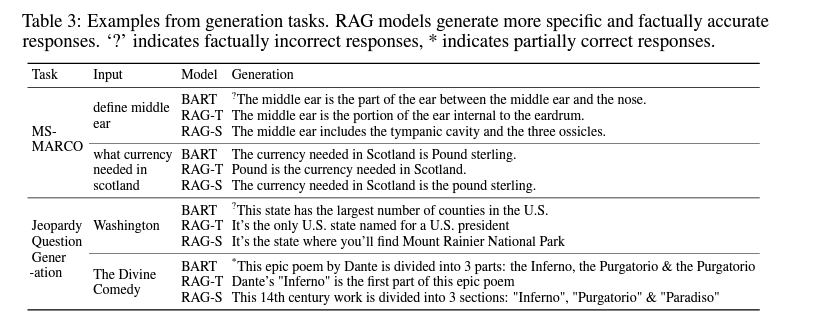 Table 3: Examples from generation tasks. RAG models generate more specific and factually accurate
responses. ‘?’ indicates factually incorrect responses, * indicates partially correct responses.
Task Input Model Generation
MS-
MARCO
define middle
ear
BART ?The middle ear is the part of the ear between the middle ear and the nose.
RAG-T The middle ear is the portion of the ear internal to the eardrum.
RAG-S The middle ear includes the tympanic cavity and the three ossicles.
what currency
needed in
scotland
BART The currency needed in Scotland is Pound sterling.
RAG-T Pound is the currency needed in Scotland.
RAG-S The currency needed in Scotland is the pound sterling.
Jeopardy
Question
Gener
-ation
Washington
BART ?This state has the largest number of counties in the U.S.
RAG-T It’s the only U.S. state named for a U.S. president
RAG-S It’s the state where you’ll find Mount Rainier National Park
The Divine
Comedy
BART *This epic poem by Dante is divided into 3 parts: the Inferno, the Purgatorio & the Purgatorio
RAG-T Dante’s "Inferno" is the first part of this epic poem
RAG-S This 14th century work is divided into 3 sections: "Inferno", "Purgatorio" & "Paradiso"